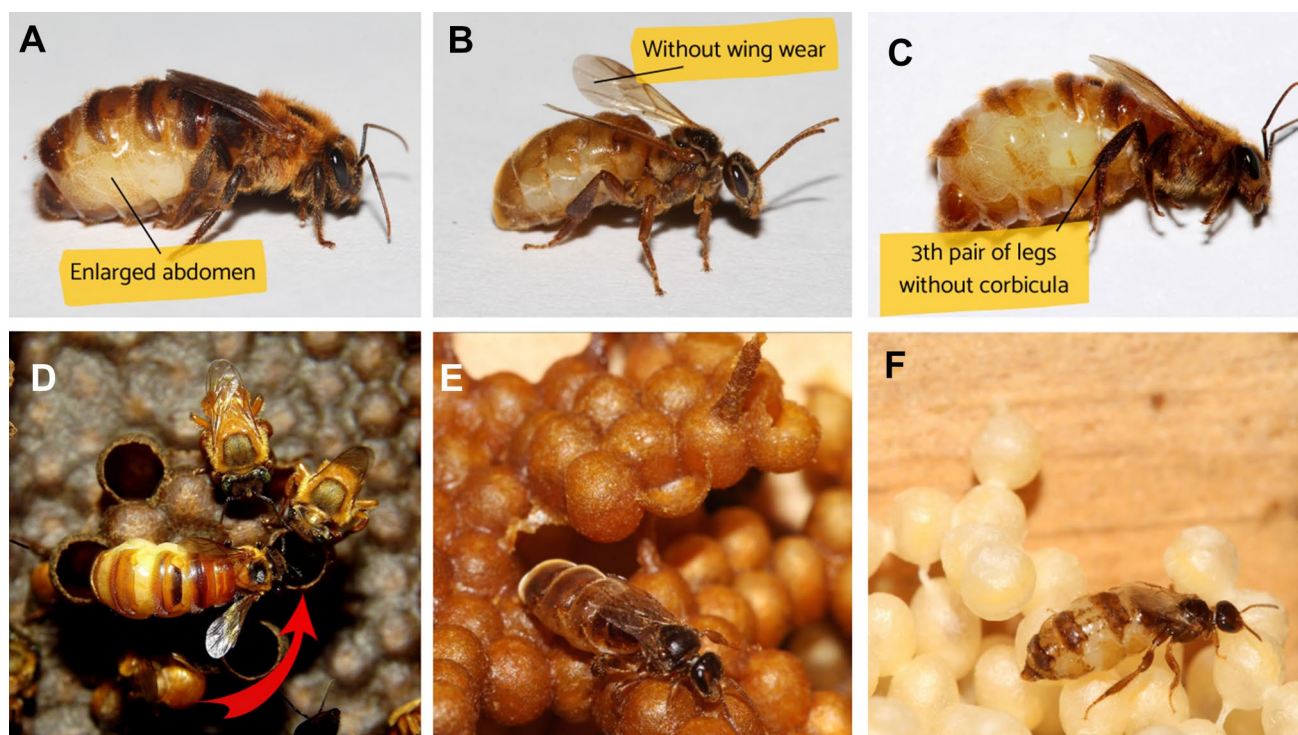 A
B
C
Without wing wear
Enlarged abdomen
3th pair of legs
without corbicula
D
E
F